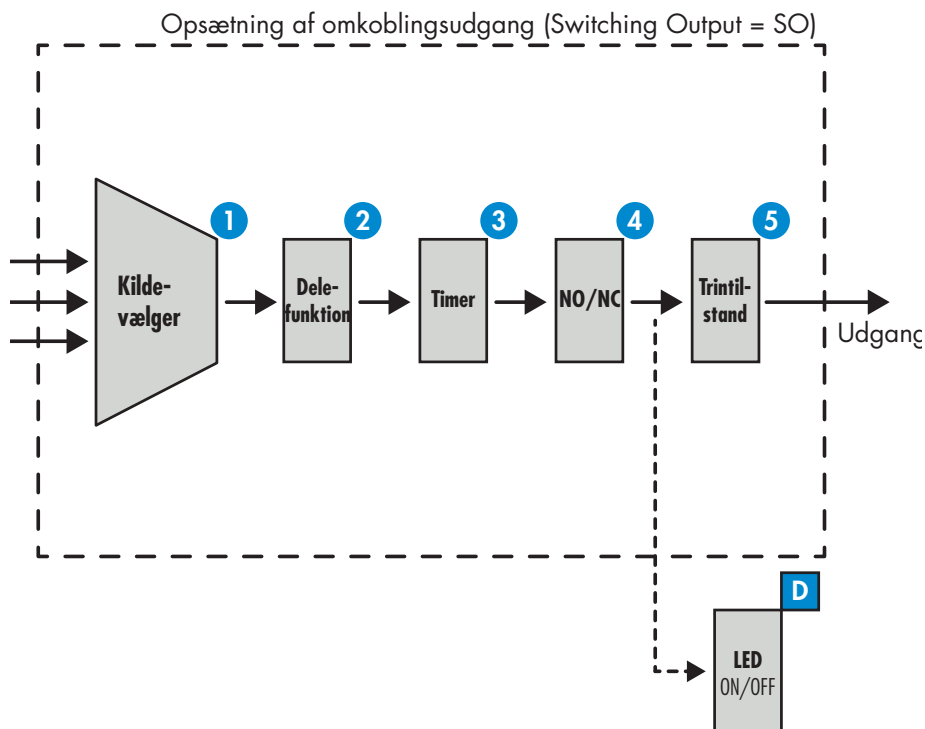 Opsætning af omkoblingsudgang (Switching Output = SO)
1
2
3
4
5
Kilde-
vælger
Dele-
funktion
Timer
NO/NC
Trintil-
stand
Udgang
D
LED
ON/OFF